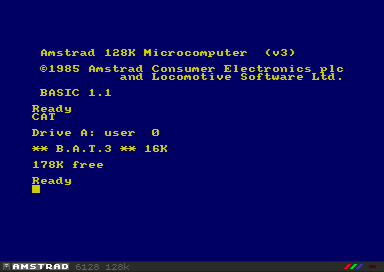 Amstrad 128K Microcomputer (v3)
©1985 Amstrad Consumer Electronics plc
and Locomotive Software Ltd.
BASIC 1.1
Ready
CAT
Drive A: user 0
** B.A.T.3 ** 16K
178K free
Ready
AMSTRAD 6128 128k